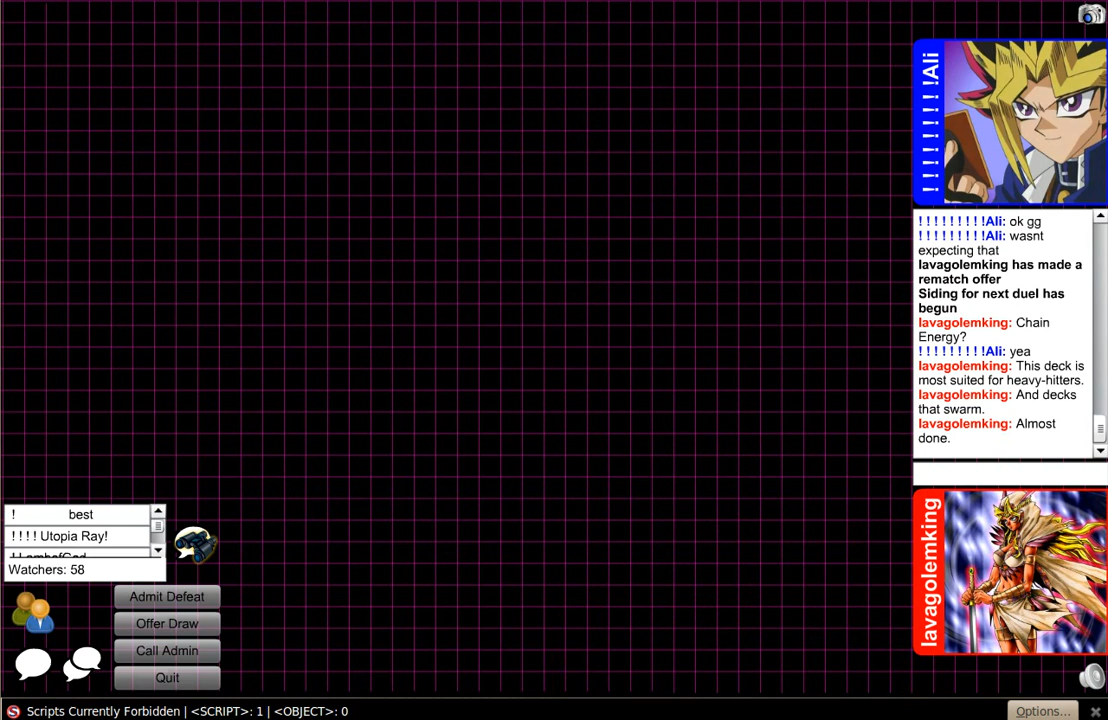 ! ! ! ! ! ! ! ! !Ali
! ! ! ! ! ! ! ! !Ali: ok gg
! ! ! ! ! ! ! ! !Ali: wasnt
expecting that
lavagolemking has made a
rematch offer
Siding for next duel has
begun
lavagolemking: Chain
Energy?
! ! ! ! ! ! ! ! !Ali: yea
lavagolemking: This deck is
most suited for heavy-hitters.
lavagolemking: And decks
that swarm.
lavagolemking: Almost
done.
lavagolemking
! best
! ! ! ! Utopia Ray!
Watchers: 58
Admit Defeat
Offer Draw
Call Admin
Quit
Scripts Currently Forbidden | <SCRIPT>: 1 | <OBJECT>: 0
Options...